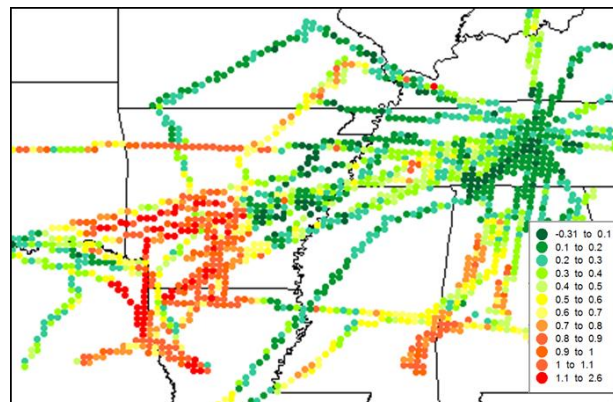 -0.31 to 0.1
0.1 to 0.2
0.2 to 0.3
0.3 to 0.4
0.4 to 0.5
0.5 to 0.6
0.6 to 0.7
0.7 to 0.8
0.8 to 0.9
0.9 to 1
1 to 1.1
1.1 to 2.6